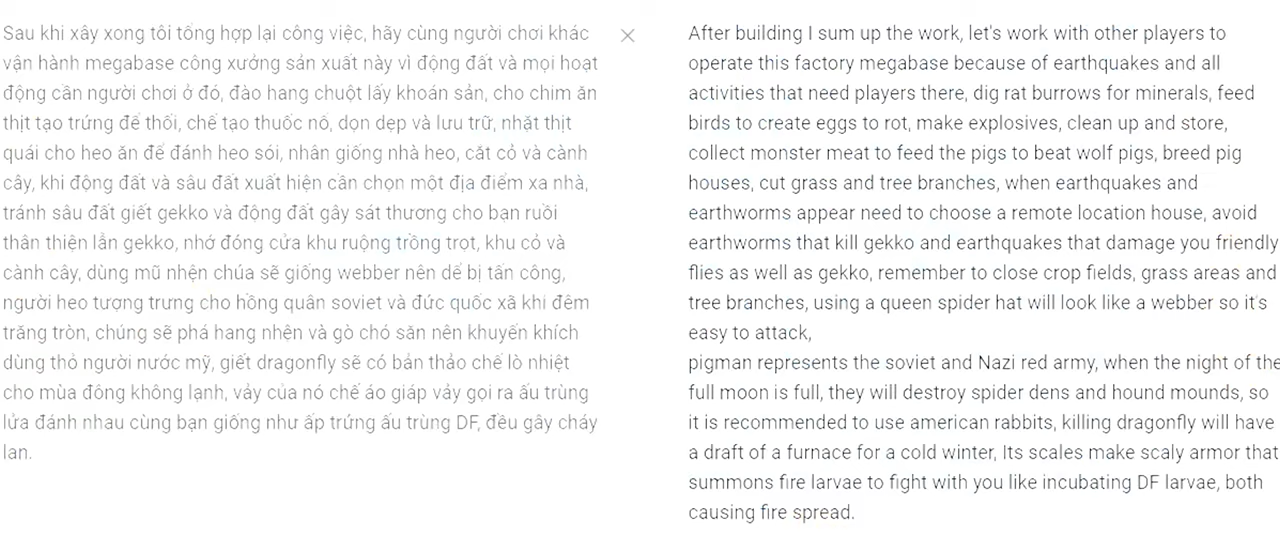 Sau khi xây xong tôi tổng hợp lại công việc, hãy cùng người chơi khác
vận hành megabase công xưởng sản xuất này vì động đất và mọi hoạt
động cần người chơi ở đó, đào hang chuột lấy khoán sản, cho chim ăn
thịt tạo trứng để thối, chế tạo thuốc nổ, dọn dẹp và lưu trữ, nhặt thịt
quái cho heo ăn để đánh heo sói, nhân giống nhà heo, cắt cỏ và cành
cây, khi động đất và sâu đất xuất hiện cần chọn một địa điểm xa nhà,
tránh sâu đất giết gekko và động đất gây sát thương cho bạn ruồi
thân thiện lẫn gekko, nhớ đóng cửa khu ruộng trồng trọt, khu cỏ và
cành cây, dùng mũ nhện chúa sẽ giống webber nên dể bị tấn công,
người heo tượng trưng cho hồng quân soviet và đức quốc xã khi đêm
trăng tròn, chúng sẽ phá hang nhện và gò chó săn nên khuyến khích
dùng thỏ người nước mỹ, giết dragonfly sẽ có bản thảo chế lò nhiệt
cho mùa đông không lạnh, vảy của nó chế áo giáp vảy gọi ra ấu trùng
lửa đánh nhau cùng bạn giống như ấp trứng ấu trùng DF, đều gây cháy
lan.
After building I sum up the work, let's work with other players to
operate this factory megabase because of earthquakes and all
activities that need players there, dig rat burrows for minerals, feed
birds to create eggs to rot, make explosives, clean up and store,
collect monster meat to feed the pigs to beat wolf pigs, breed pig
houses, cut grass and tree branches, when earthquakes and
earthworms appear need to choose a remote location house, avoid
earthworms that kill gekko and earthquakes that damage you friendly
flies as well as gekko, remember to close crop fields, grass areas and
tree branches, using a queen spider hat will look like a webber so it's
easy to attack,
pigman represents the soviet and Nazi red army, when the night of the
full moon is full, they will destroy spider dens and hound mounds, so
it is recommended to use american rabbits, killing dragonfly will have
a draft of a furnace for a cold winter, Its scales make scaly armor that
summons fire larvae to fight with you like incubating DF larvae, both
causing fire spread.